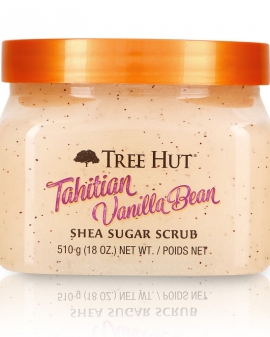 TREE HUT
Tahitian
Vanilla Bean
SHEA SUGAR SCRUB
510 g (18 OZ.) NET WT. / POIDS NET